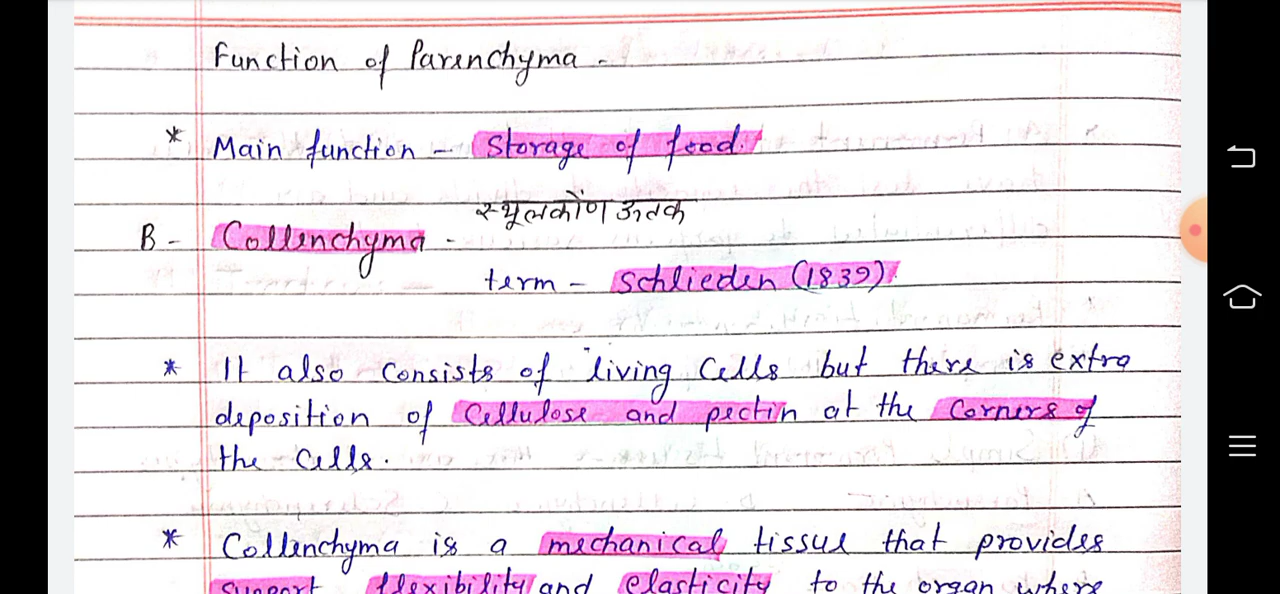 Function of Parenchyma -
* Main function - Storage of food.
स्थूलकोण ऊतक
B - Collenchyma -
term - Schlieden (1839)
* It also consists of living cells but there is extra
deposition of cellulose and pectin at the corners of
the cells.
* Collenchyma is a mechanical tissue that provides
support flexibility and elasticity to the organ where